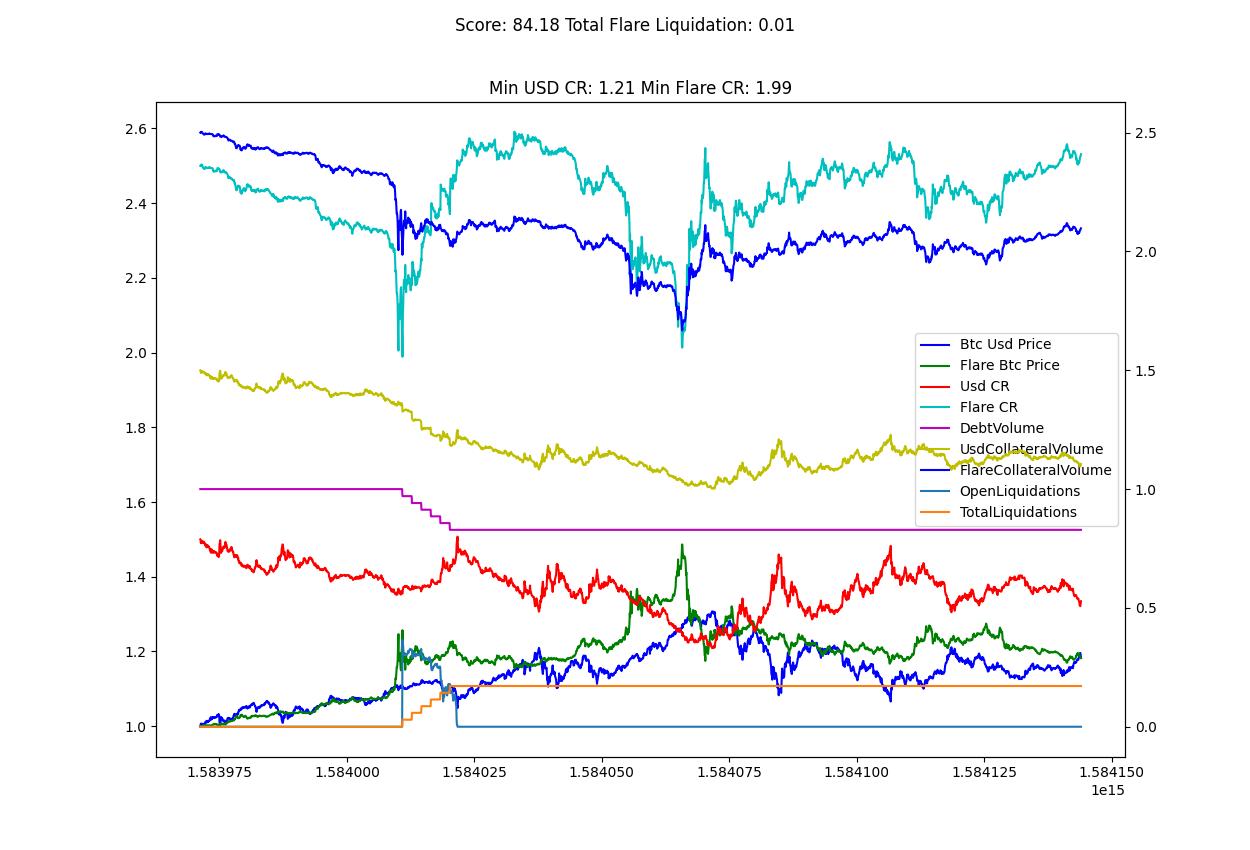 Score: 84.18 Total Flare Liquidation: 0.01
Min USD CR: 1.21 Min Flare CR: 1.99
2.6
2.4
2.2
2.0
1.8
1.6
1.4
1.2
1.0
2.5
2.0
1.5
1.0
0.5
0.0
Btc Usd Price
Flare Btc Price
Usd CR
Flare CR
DebtVolume
UsdCollateralVolume
FlareCollateralVolume
OpenLiquidations
TotalLiquidations
1.583975 1.584000 1.584025 1.584050 1.584075 1.584100 1.584125 1.584150
1e15